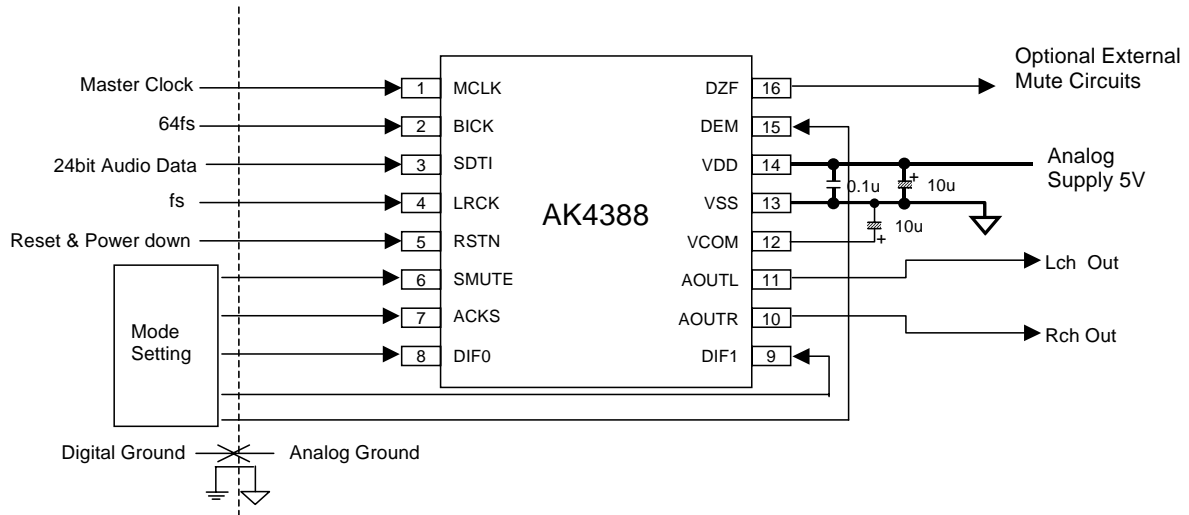 Master Clock
64fs
24bit Audio Data
fs
Reset & Power down
Mode
Setting
Digital Ground
Analog Ground
1 MCLK
2 BICK
3 SDTI
4 LRCK
5 RSTN
6 SMUTE
7 ACKS
8 DIF0
AK4388
DZF 16
DEM 15
VDD 14
VSS 13
VCOM 12
AOUTL 11
AOUTR 10
DIF1 9
Optional External
Mute Circuits
Analog
Supply 5V
0.1u
+ 10u
10u
+
Lch Out
Rch Out